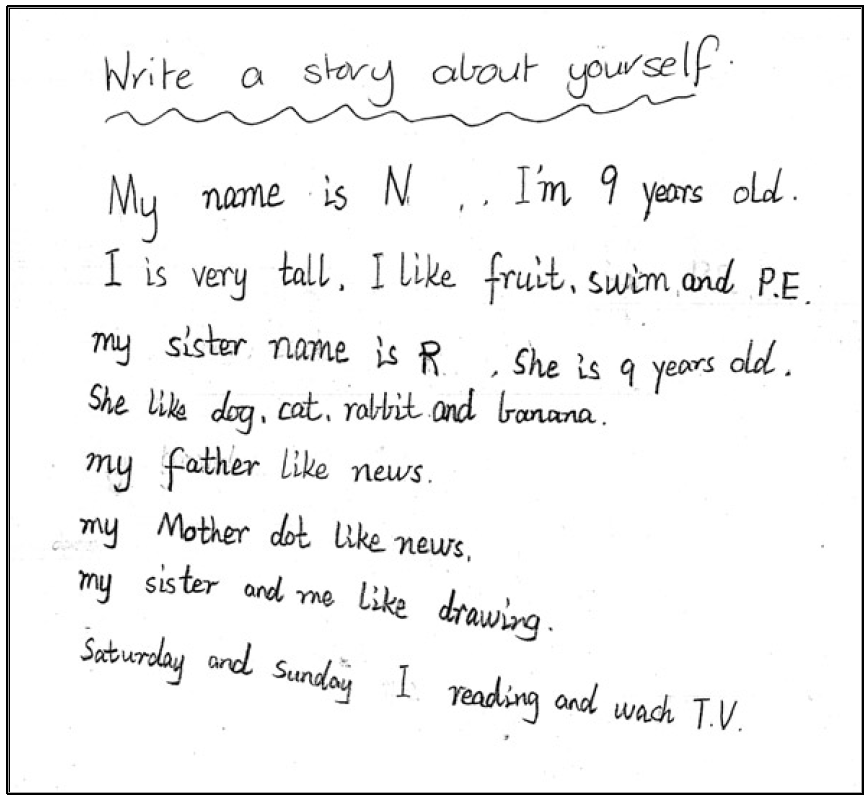 Write a story about yourself.
My name is N .. I'm 9 years old.
I is very tall. I like fruit, swim and P.E.
my sister name is R . She is 9 years old.
She like dog, cat, rabbit and banana.
my father like news.
my Mother dot like news.
my sister and me like drawing.
Saturday and Sunday I reading and wach T.V.